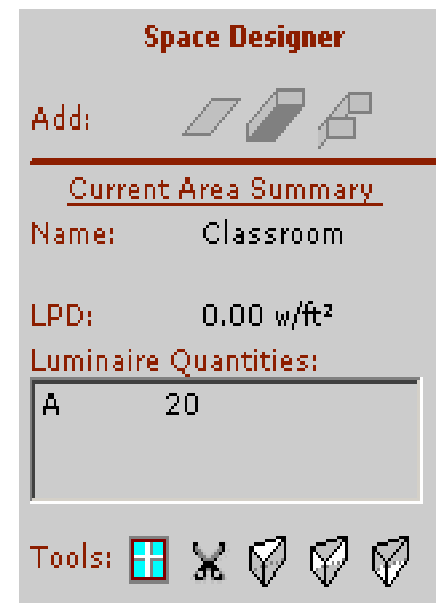 Space Designer
Add:
Current Area Summary
Name: Classroom
LPD: 0.00 w/ft²
Luminaire Quantities:
A 20
Tools: